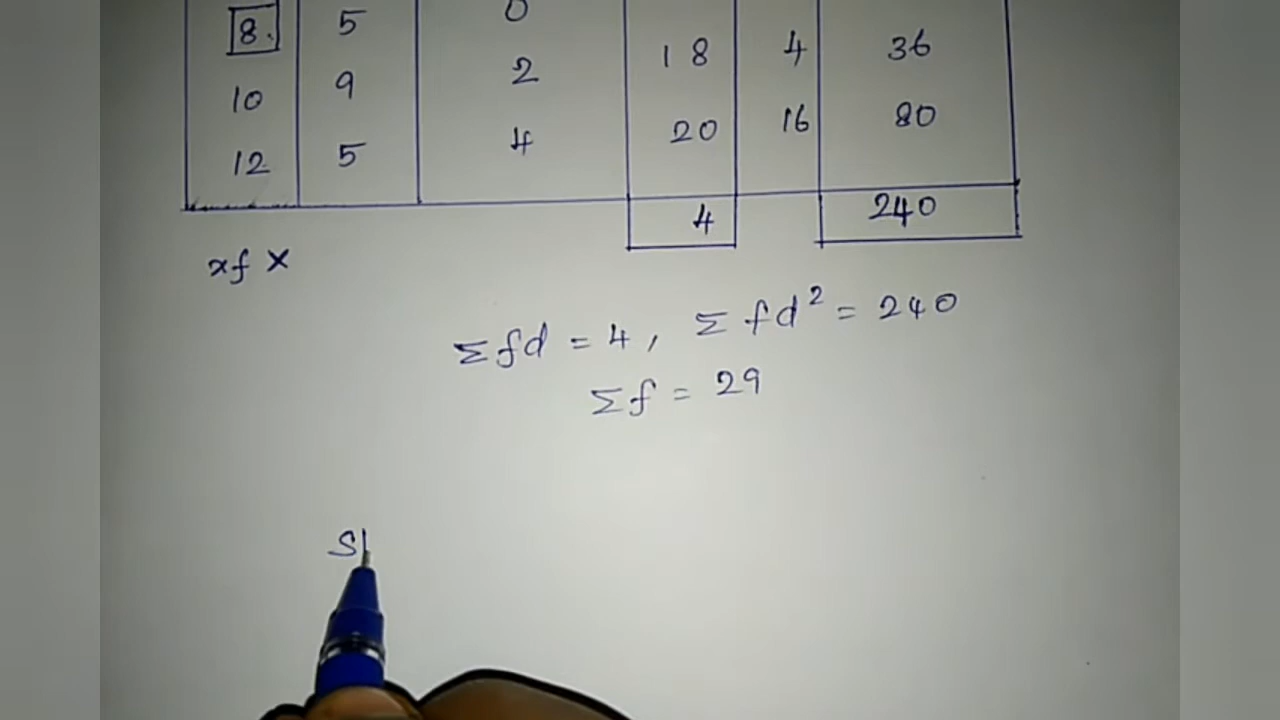 8. 5 0
10 9 2 18 4 36
12 5 4 20 16 80
4 240
xf ×
Σfd = 4, Σfd² = 240
Σf = 29